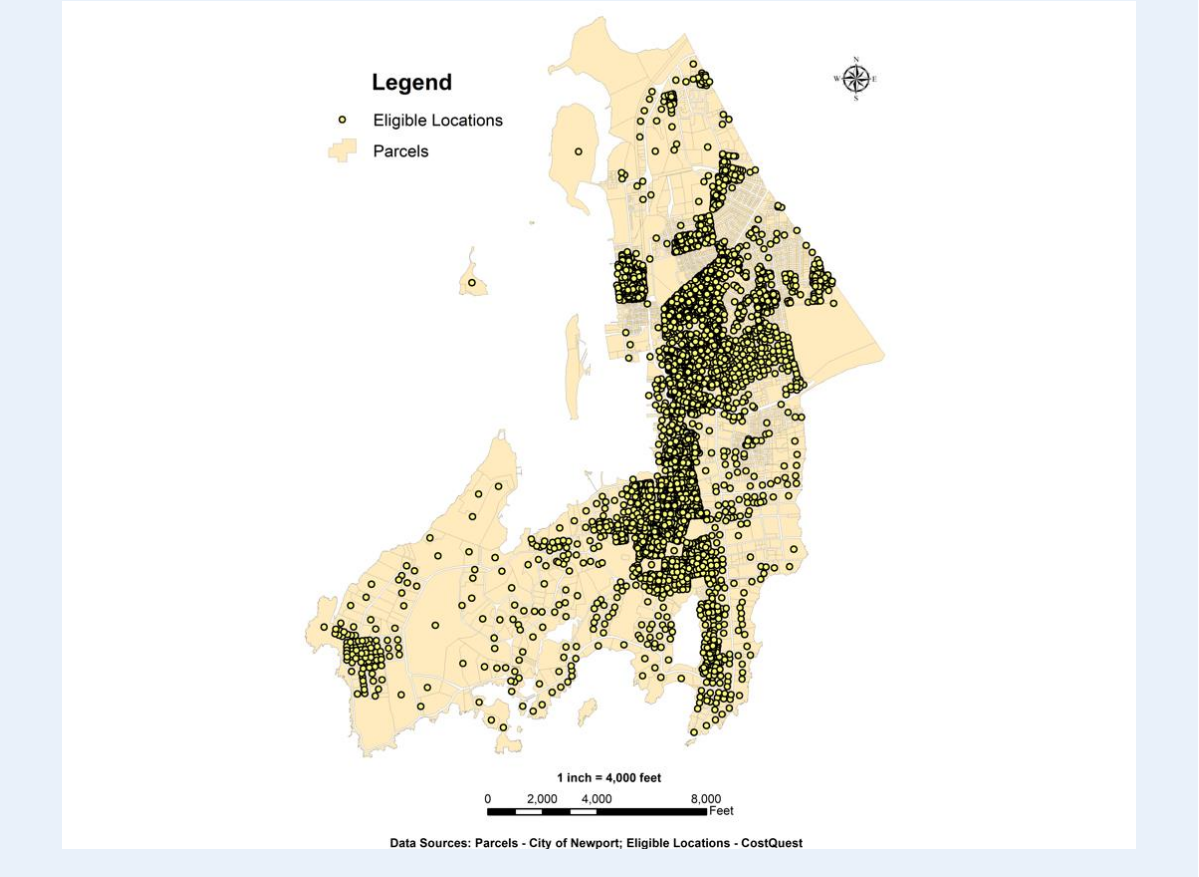 N
W E
S
Legend
Eligible Locations
Parcels
1 inch = 4,000 feet
0 2,000 4,000 8,000
Feet
Data Sources: Parcels - City of Newport; Eligible Locations - CostQuest